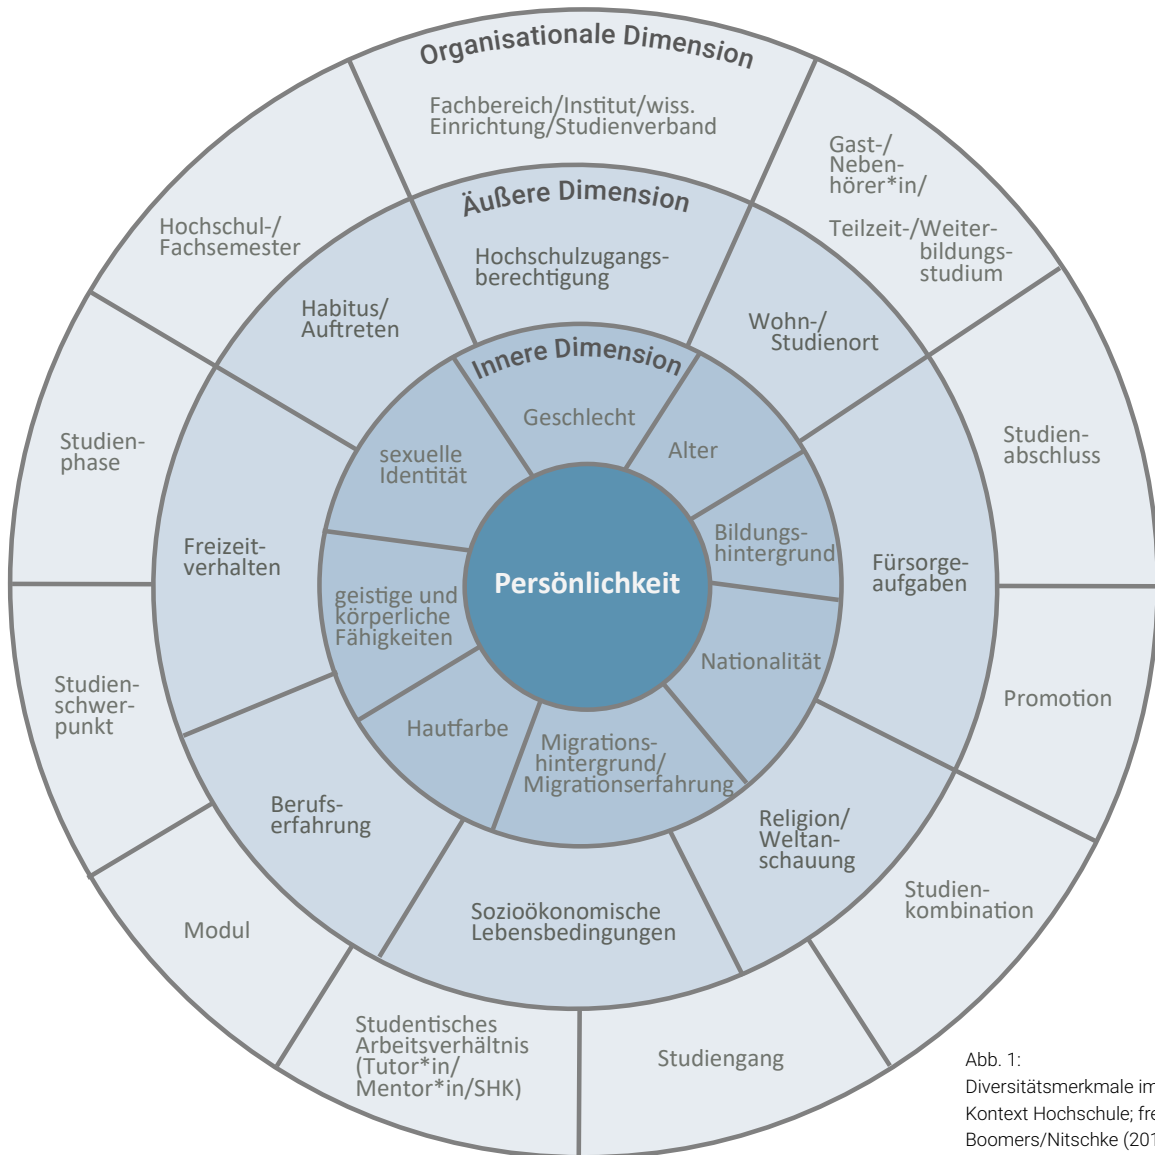 Organisationale Dimension
Fachbereich/Institut/wiss.
Einrichtung/Studienverband
Gast-/
Neben-
hörer*in/
Teilzeit-/Weiter-
bildungs-
studium
Studien-
abschluss
Promotion
Studien-
kombination
Studiengang
Studentisches
Arbeitsverhältnis
(Tutor*in/
Mentor*in/SHK)
Modul
Studien-
schwer-
punkt
Studien-
phase
Hochschul-/
Fachsemester
Äußere Dimension
Hochschulzugangs-
berechtigung
Wohn-/
Studienort
Fürsorge-
aufgaben
Religion/
Weltan-
schauung
Sozioökonomische
Lebensbedingungen
Berufs-
erfahrung
Freizeit-
verhalten
Habitus/
Auftreten
Innere Dimension
Geschlecht
Alter
Bildungs-
hintergrund
Nationalität
Migrations-
hintergrund/
Migrationserfahrung
Hautfarbe
geistige und
körperliche
Fähigkeiten
sexuelle
Identität
Persönlichkeit
Abb. 1:
Diversitätsmerkmale im
Kontext Hochschule;
Boomers/Nitschke